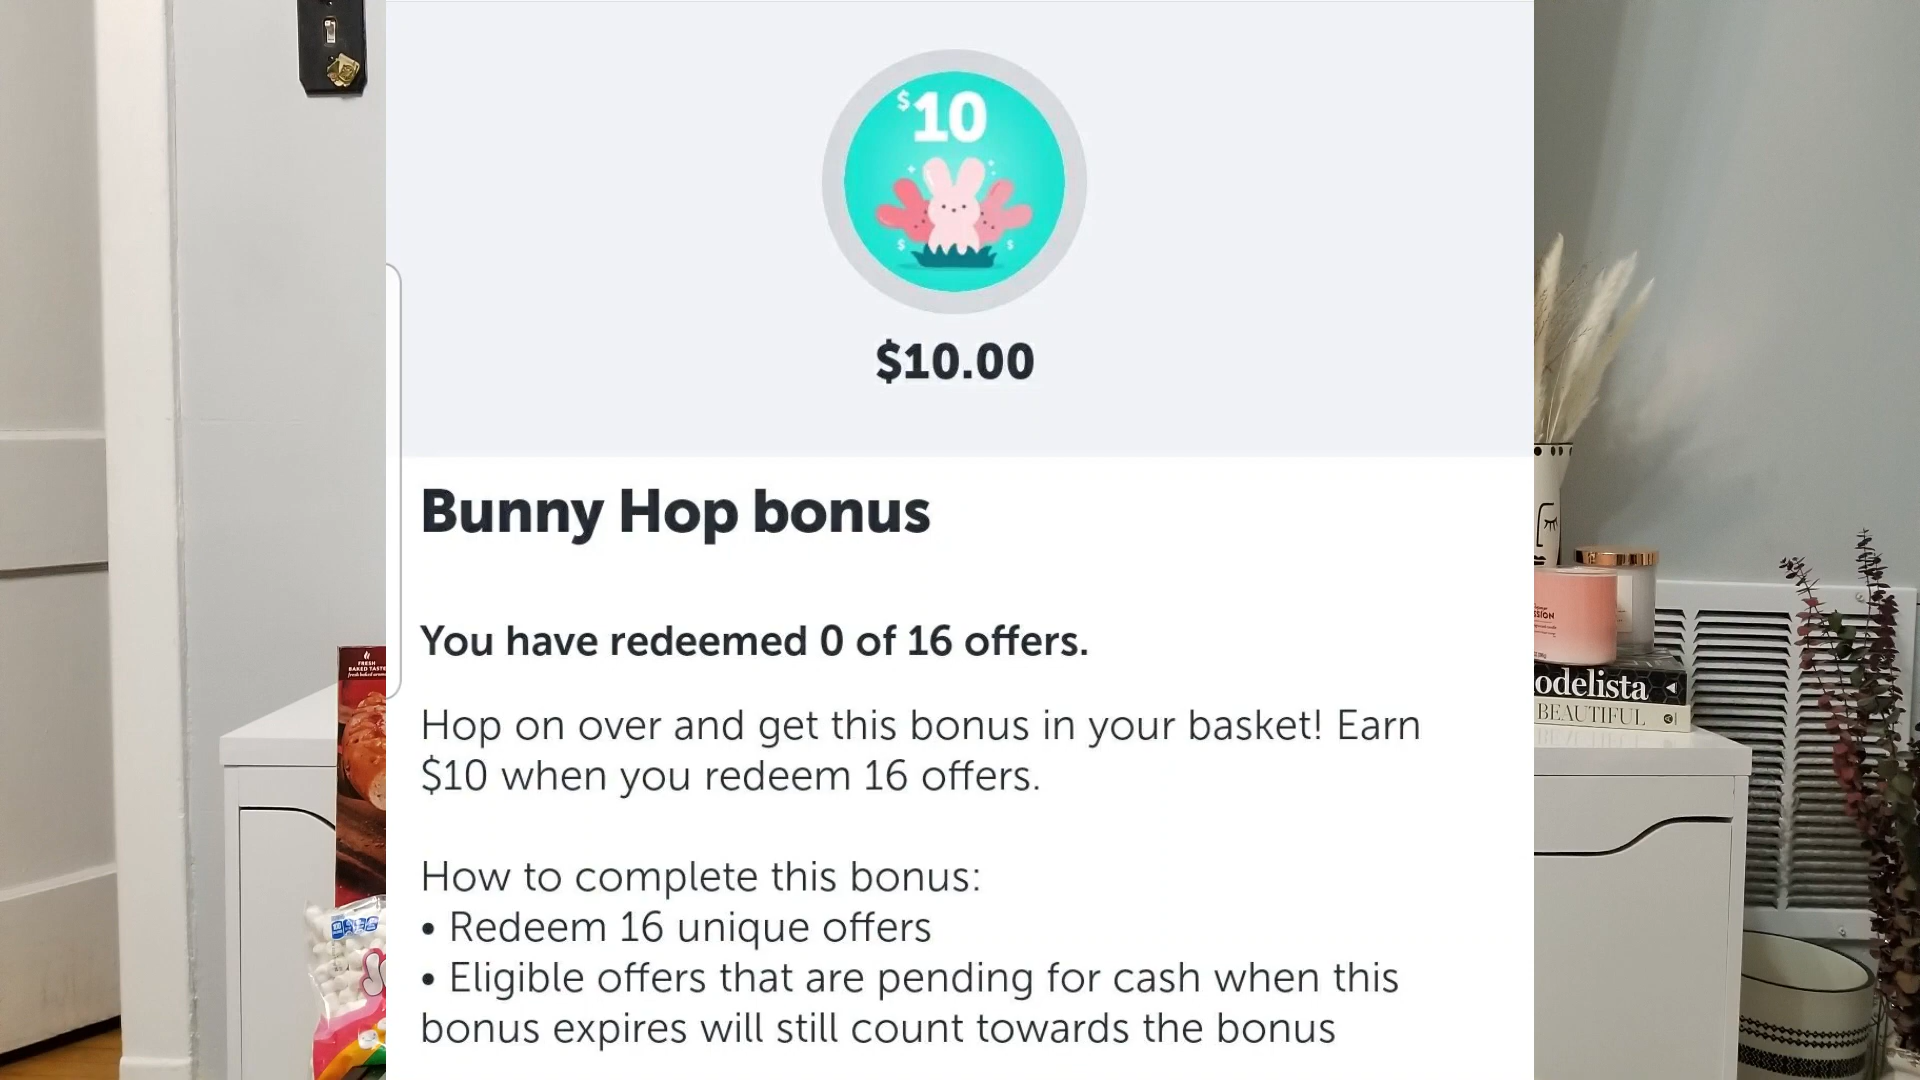 $10
$10.00
Bunny Hop bonus
You have redeemed 0 of 16 offers.
Hop on over and get this bonus in your basket! Earn
$10 when you redeem 16 offers.
How to complete this bonus:
• Redeem 16 unique offers
• Eligible offers that are pending for cash when this
bonus expires will still count towards the bonus
FRESH
BAKED TASTE
odelista
BEAUTIFUL